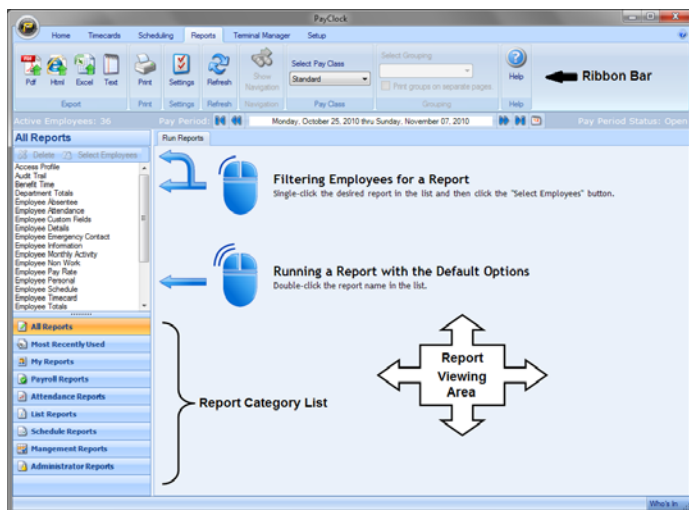 PayClock
Home Timecards Scheduling Reports Terminal Manager Setup
Select Pay Class
Select Grouping
Standard
Pdf Html Excel Text Print Settings Refresh Show Navigation Print groups on separate pages. Help
Ribbon Bar
Export Print Settings Refresh Navigation Pay Class Grouping Help
Active Employees: 36 Pay Period: Monday, October 25, 2010 thru Sunday, November 07, 2010 Pay Period Status: Open
All Reports
Run Reports
Delete Select Employees
Access Profile
Audit Trail
Benefit Time
Department Totals
Employee Absentee
Employee Attendance
Employee Custom Fields
Employee Details
Employee Emergency Contact
Employee Information
Employee Monthly Activity
Employee Non Work
Employee Pay Rate
Employee Personal
Employee Schedule
Employee Timecard
Employee Totals
Filtering Employees for a Report
Single-click the desired report in the list and then click the "Select Employees" button.
Running a Report with the Default Options
Double-click the report name in the list.
All Reports
Most Recently Used
My Reports
Payroll Reports
Attendance Reports
List Reports
Schedule Reports
Mangement Reports
Administrator Reports
Report Category List
Report
Viewing
Area
Who's In